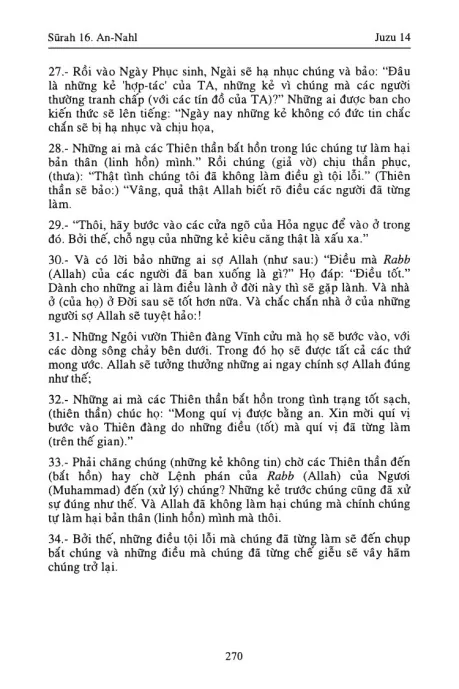 Sûrah 16. An-Nahl Juzu 14
27.- Rồi vào Ngày Phục sinh, Ngài sẽ hạ nhục chúng và bảo: “Đâu
là những kẻ 'hợp-tác' của TA, những kẻ vì chúng mà các người
thường tranh chấp (với các tín đồ của TA)?” Những ai được ban cho
kiến thức sẽ lên tiếng: “Ngày nay những kẻ không có đức tin chắc
chắn sẽ bị hạ nhục và chịu họa,
28.- Những ai mà các Thiên thần bắt hồn trong lúc chúng tự làm hại
bản thân (linh hồn) mình.” Rồi chúng (giả vờ) chịu thần phục,
(thưa): “Thật tình chúng tôi đã không làm điều gì tội lỗi.” (Thiên
thần sẽ bảo:) “Vâng, quả thật Allah biết rõ điều các người đã từng
làm.
29.- “Thôi, hãy bước vào các cửa ngõ của Hỏa ngục để vào ở trong
đó. Bởi thế, chỗ ngụ của những kẻ kiêu căng thật là xấu xa.”
30.- Và có lời bảo những ai sợ Allah (như sau:) “Điều mà Rabb
(Allah) của các người đã ban xuống là gì?” Họ đáp: “Điều tốt.”
Dành cho những ai làm điều lành ở đời này thì sẽ gặp lành. Và nhà
ở (của họ) ở Đời sau sẽ tốt hơn nữa. Và chắc chắn nhà ở của những
người sợ Allah sẽ tuyệt hảo:!
31.- Những Ngôi vườn Thiên đàng Vĩnh cửu mà họ sẽ bước vào, với
các dòng sông chảy bên dưới. Trong đó họ sẽ được tất cả các thứ
mong ước. Allah sẽ tưởng thưởng những ai ngay chính sợ Allah đúng
như thế;
32.- Những ai mà các Thiên thần bắt hồn trong tình trạng tốt sạch,
(thiên thần) chúc họ: “Mong quí vị được bằng an. Xin mời quí vị
bước vào Thiên đàng do những điều (tốt) mà quí vị đã từng làm
(trên thế gian).”
33.- Phải chăng chúng (những kẻ không tin) chờ các Thiên thần đến
(bắt hồn) hay chờ Lệnh phán của Rabb (Allah) của Ngươi
(Muhammad) đến (xử lý) chúng? Những kẻ trước chúng cũng đã xử
sự đúng như thế. Và Allah đã không làm hại chúng mà chính chúng
tự làm hại bản thân (linh hồn) mình mà thôi.
34.- Bởi thế, những điều tội lỗi mà chúng đã từng làm sẽ đến chụp
bắt chúng và những điều mà chúng đã từng chế giễu sẽ vây hãm
chúng trở lại.
270